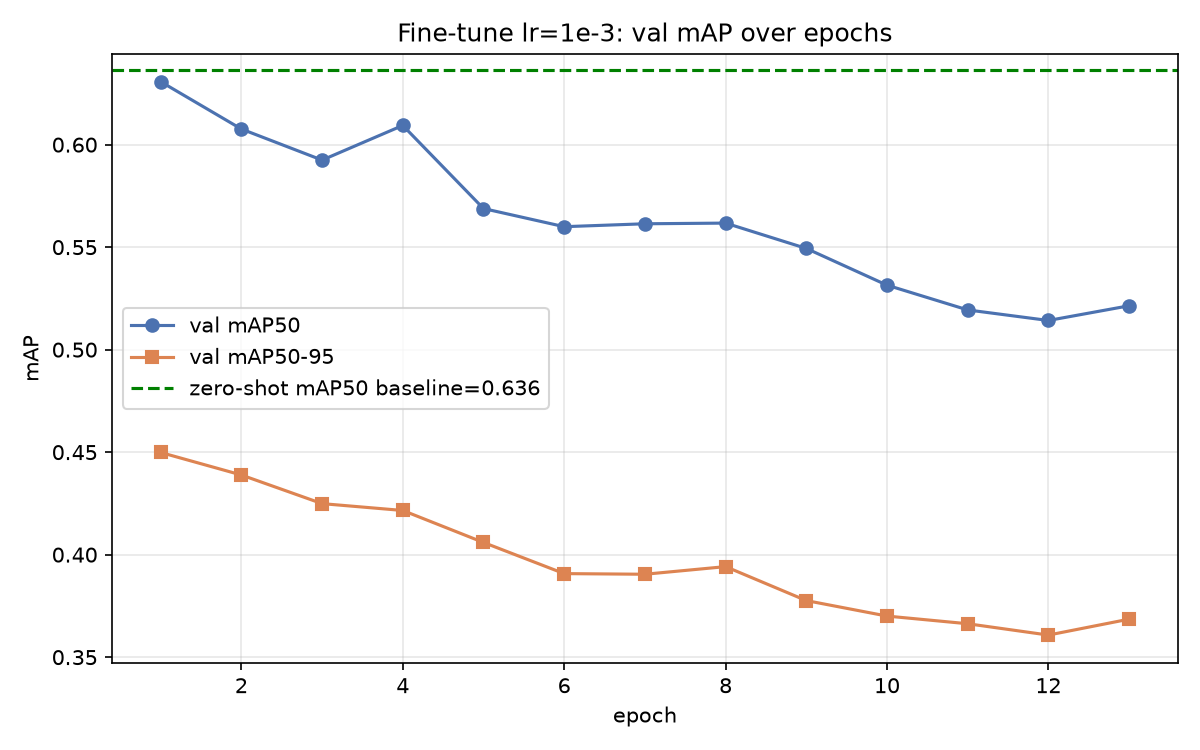 Fine-tune lr=1e-3: val mAP over epochs
mAP
0.60
0.55
0.50
0.45
0.40
0.35
val mAP50
val mAP50-95
zero-shot mAP50 baseline=0.636
2 4 6 8 10 12
epoch